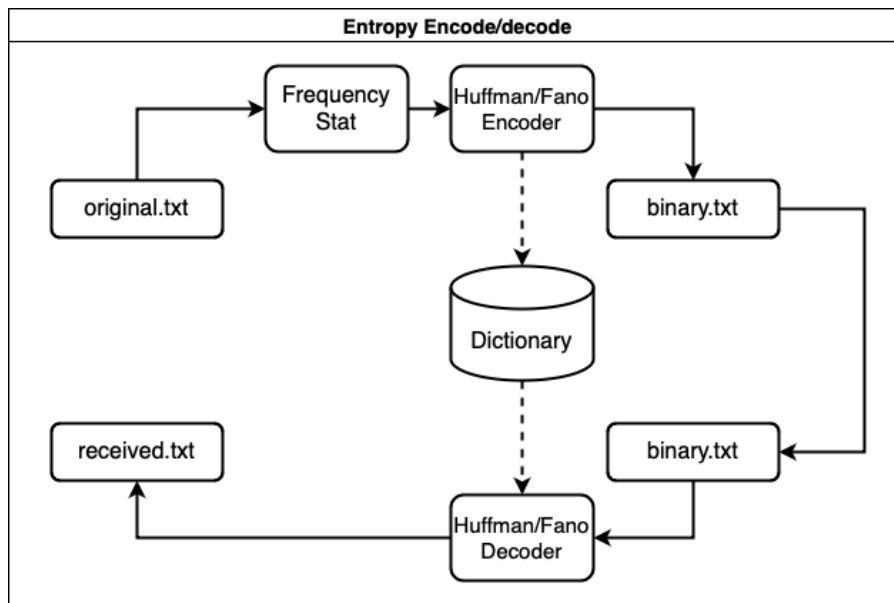 Entropy Encode/decode
Frequency
Stat
Huffman/Fano
Encoder
original.txt
binary.txt
Dictionary
received.txt
binary.txt
Huffman/Fano
Decoder